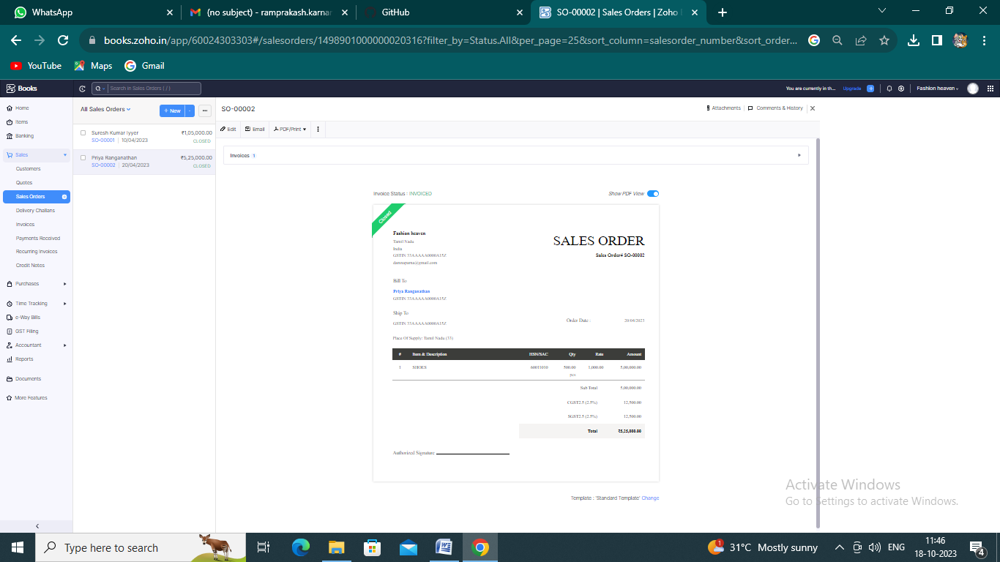 WhatsApp
(no subject) - ramprakash.karnan
GitHub
SO-00002 | Sales Orders | Zoho
books.zoho.in/app/60024303303#/salesorders/1498901000000020316?filter_by=Status.All&per_page=25&sort_column=salesorder_number&sort_order...
YouTube
Maps
Gmail
Books
Search in Sales Orders ( / )
You are currently in th...
Upgrade
Fashion heaven
Home
Items
Banking
Sales
Customers
Quotes
Sales Orders
Delivery Challans
Invoices
Payments Received
Recurring Invoices
Credit Notes
Purchases
Time Tracking
e-Way Bills
GST Filing
Accountant
Reports
Documents
More Features
All Sales Orders
+ New
Suresh Kumar Iyyer ₹1,05,000.00
SO-00001 | 10/04/2023 CLOSED
Priya Ranganathan ₹5,25,000.00
SO-00002 | 20/04/2023 CLOSED
SO-00002
Attachments
Comments & History
Edit
Email
PDF/Print
Invoices 1
Invoice Status : INVOICED
Show PDF View
Closed
Fashion heaven
Tamil Nadu
India
GSTIN 33AAAAA0000A15Z
damnaparna@gmail.com
SALES ORDER
Sales Order# SO-00002
Bill To
Priya Ranganathan
GSTIN 33AAAAA0000A15Z
Ship To
GSTIN 33AAAAA0000A15Z
Order Date : 20/04/2023
Place Of Supply: Tamil Nadu (33)
# Item & Description HSN/SAC Qty Rate Amount
1 SHOES 60011010 500.00 1,000.00 5,00,000.00
pcs
Sub Total 5,00,000.00
CGST2.5 (2.5%) 12,500.00
SGST2.5 (2.5%) 12,500.00
Total ₹5,25,000.00
Authorized Signature
Template : 'Standard Template' Change
Activate Windows
Go to Settings to activate Windows.
Type here to search
1
31°C Mostly sunny
ENG
11:46
18-10-2023
4